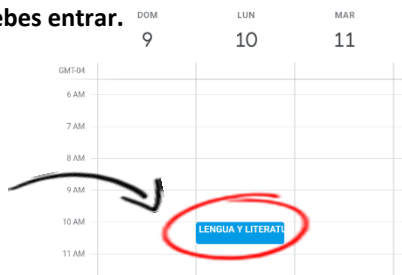 ebes entrar.
DOM LUN MAR
9 10 11
GMT-04
6 AM
7 AM
8 AM
9 AM
10 AM
LENGUA Y LITERATU
11 AM